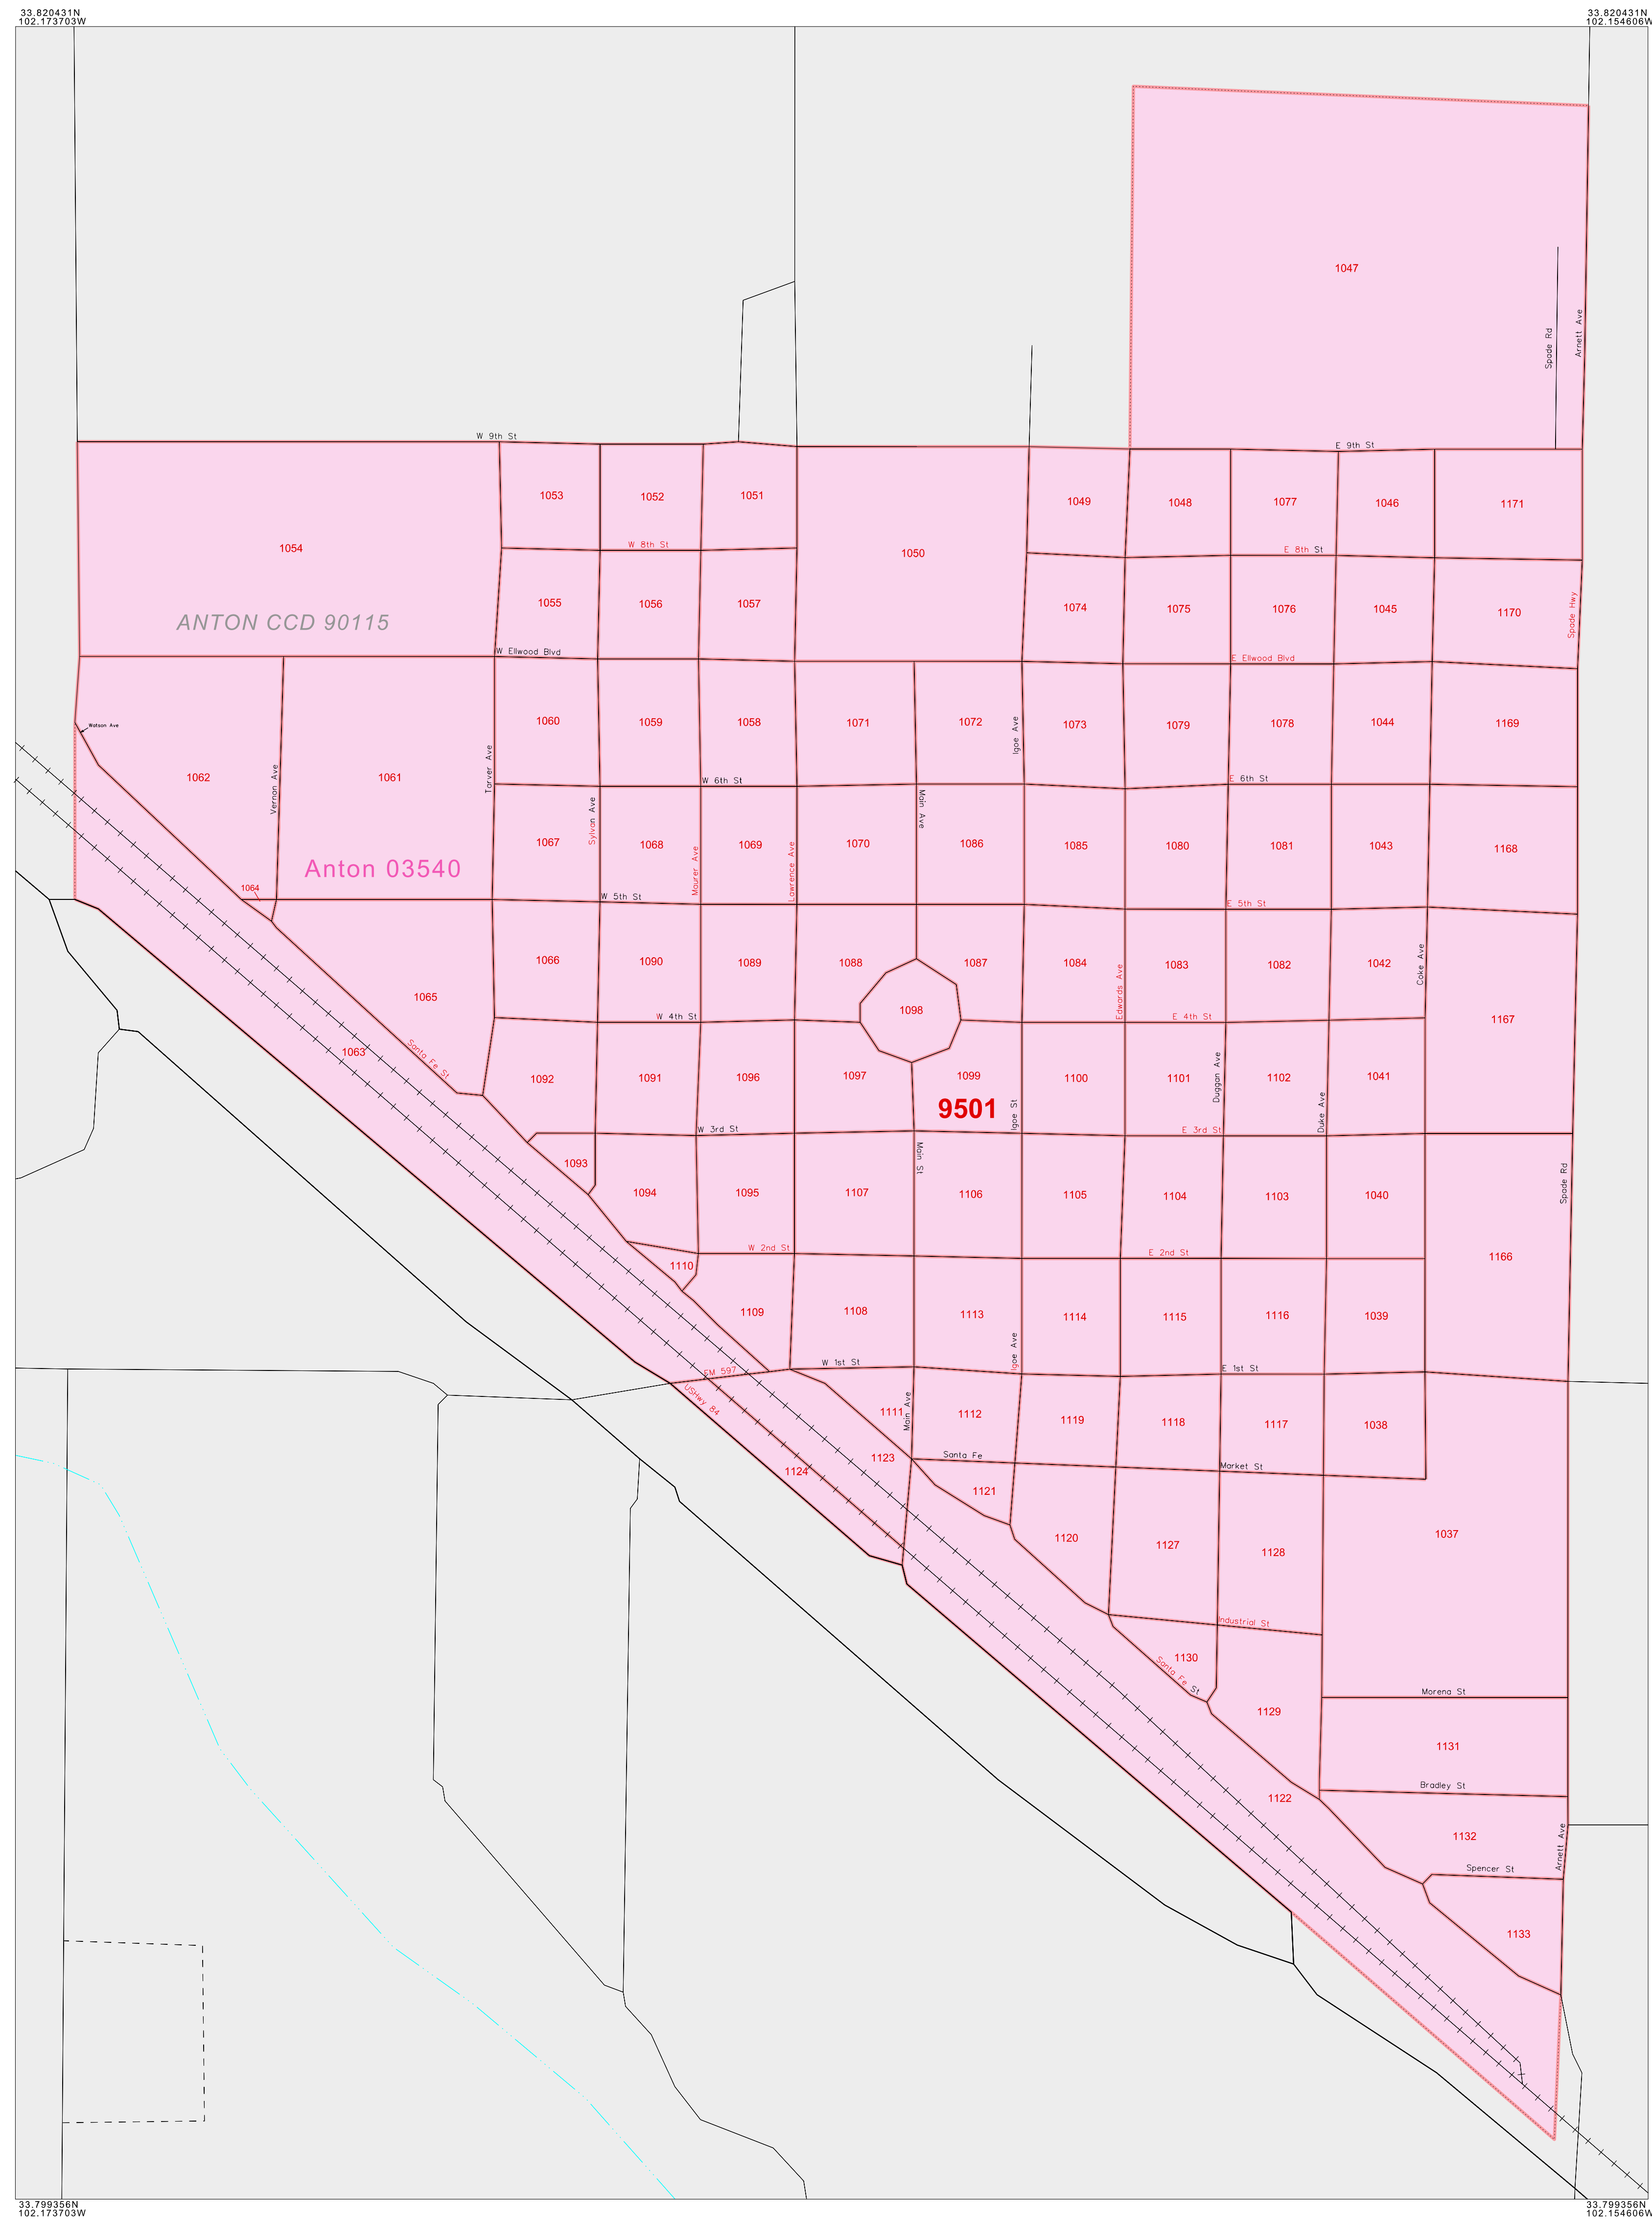 33.820431N
102.173703W
33.820431N
102.154606W
1047
Spade Rd
Arnett Ave
W 9th St
E 9th St
1053
1052
1051
1049
1048
1077
1046
1171
1054
1050
W 8th St
E 8th St
1055
1056
1057
1074
1075
1076
1045
1170
Spade Hwy
ANTON CCD 90115
W Ellwood Blvd
E Ellwood Blvd
Watson Ave
1060
1059
1058
1071
1072
Igoe Ave
1073
1079
1078
1044
1169
1062
Vernon Ave
1061
Tarver Ave
W 6th St
E 6th St
Main Ave
1067
Sylvan Ave
1068
Maurer Ave
1069
Lawrence Ave
1070
1086
1085
1080
1081
1043
1168
Anton 03540
1064
W 5th St
E 5th St
1065
1066
1090
1089
1088
1087
1084
Edwards Ave
1083
1082
1042
Coke Ave
1098
1167
W 4th St
E 4th St
1063
Santa Fe St
1092
1091
1096
1097
1099
1100
1101
Duggan Ave
1102
1041
9501
Igoe St
Duke Ave
W 3rd St
E 3rd St
Main St
1093
1094
1095
1107
1106
1105
1104
1103
1040
Spade Rd
1166
W 2nd St
E 2nd St
1110
1109
1108
1113
1114
1115
1116
1039
Igoe Ave
W 1st St
E 1st St
FM 597
USHwy 84
1111
Main Ave
1112
1119
1118
1117
1038
Santa Fe
Market St
1123
1124
1121
1120
1127
1128
1037
Industrial St
1130
Santa Fe St
1129
Morena St
1131
Bradley St
1122
1132
Arnett Ave
Spencer St
1133
33.799356N
102.173703W
33.799356N
102.154606W